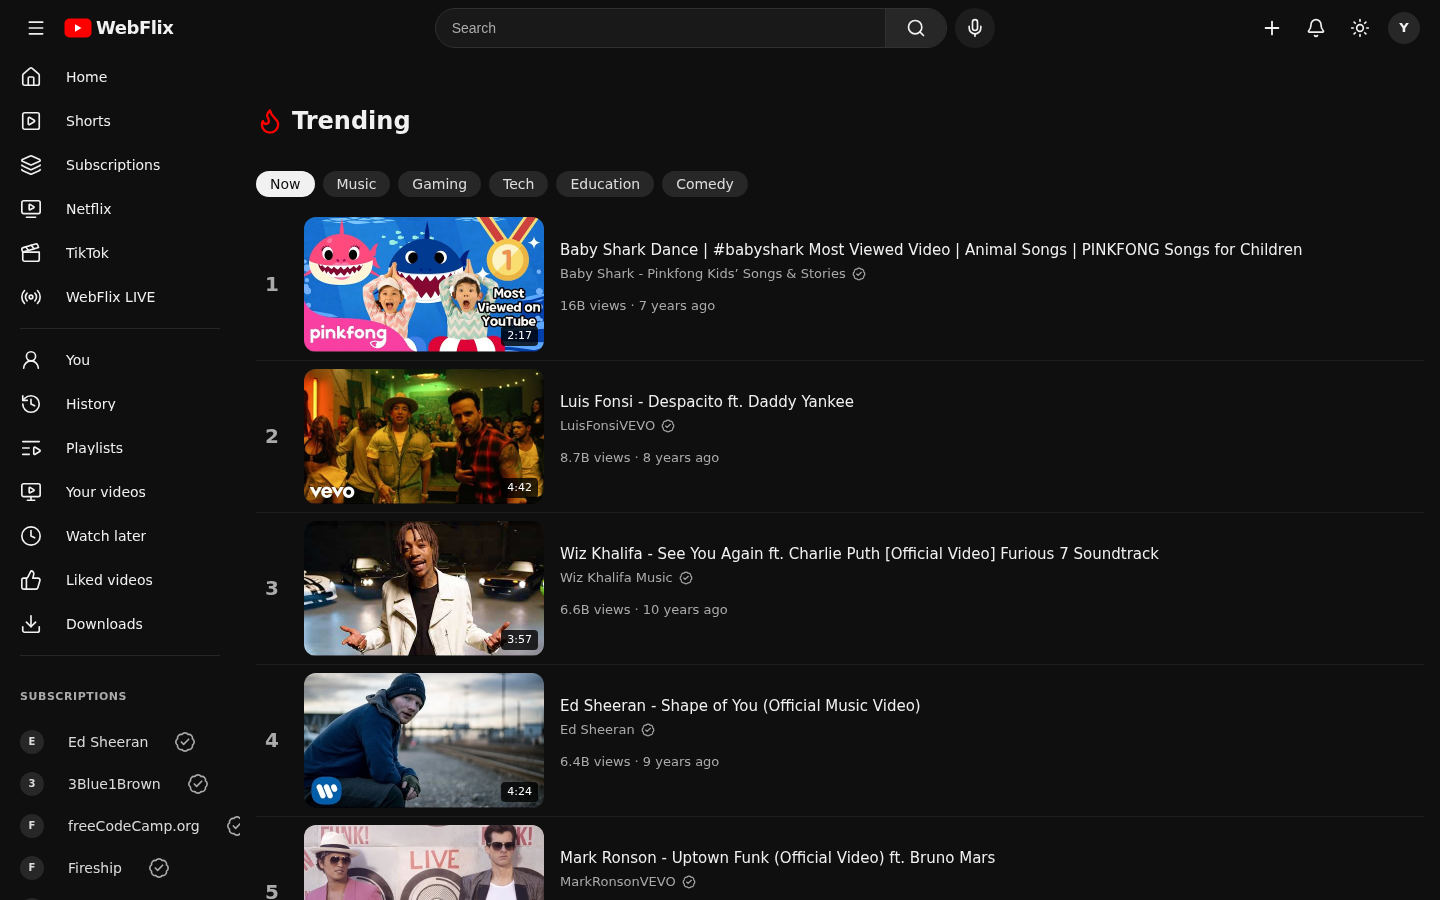 WebFlix
Search
Y
Home
Shorts
Subscriptions
Netflix
TikTok
WebFlix LIVE
You
History
Playlists
Your videos
Watch later
Liked videos
Downloads
SUBSCRIPTIONS
E
Ed Sheeran
3
3Blue1Brown
F
freeCodeCamp.org
F
Fireship
Trending
Now
Music
Gaming
Tech
Education
Comedy
1
1
Most
Viewed on
YouTube
pinkfong
2:17
Baby Shark Dance | #babyshark Most Viewed Video | Animal Songs | PINKFONG Songs for Children
Baby Shark - Pinkfong Kids’ Songs & Stories
16B views · 7 years ago
2
vevo
4:42
Luis Fonsi - Despacito ft. Daddy Yankee
LuisFonsiVEVO
8.7B views · 8 years ago
3
3:57
Wiz Khalifa - See You Again ft. Charlie Puth [Official Video] Furious 7 Soundtrack
Wiz Khalifa Music
6.6B views · 10 years ago
4
4:24
Ed Sheeran - Shape of You (Official Music Video)
Ed Sheeran
6.4B views · 9 years ago
5
LIVE
Mark Ronson - Uptown Funk (Official Video) ft. Bruno Mars
MarkRonsonVEVO